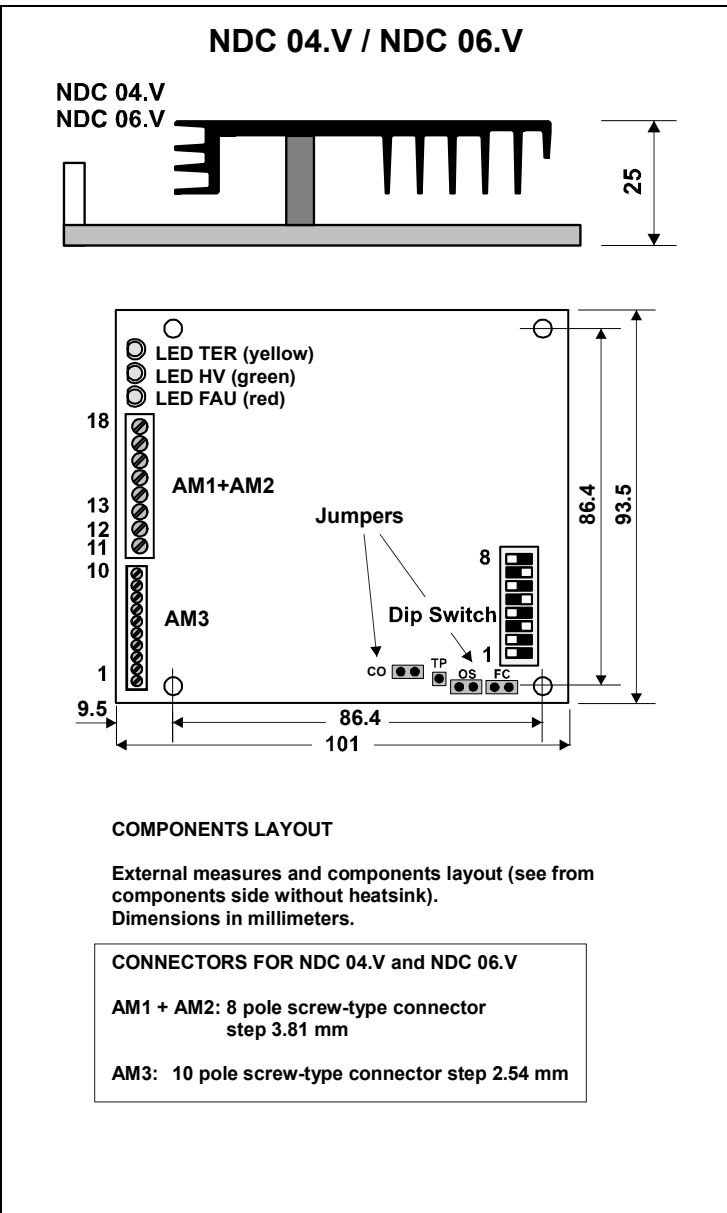 NDC 04.V / NDC 06.V
NDC 04.V
NDC 06.V
25
LED TER (yellow)
LED HV (green)
LED FAU (red)
18
AM1+AM2
13
12
11
10
Jumpers
86.4
93.5
8
AM3
Dip Switch
1
1
CO
TP
OS
FC
9.5
86.4
101
COMPONENTS LAYOUT
External measures and components layout (see from
components side without heatsink).
Dimensions in millimeters.
CONNECTORS FOR NDC 04.V and NDC 06.V
AM1 + AM2: 8 pole screw-type connector
step 3.81 mm
AM3: 10 pole screw-type connector step 2.54 mm